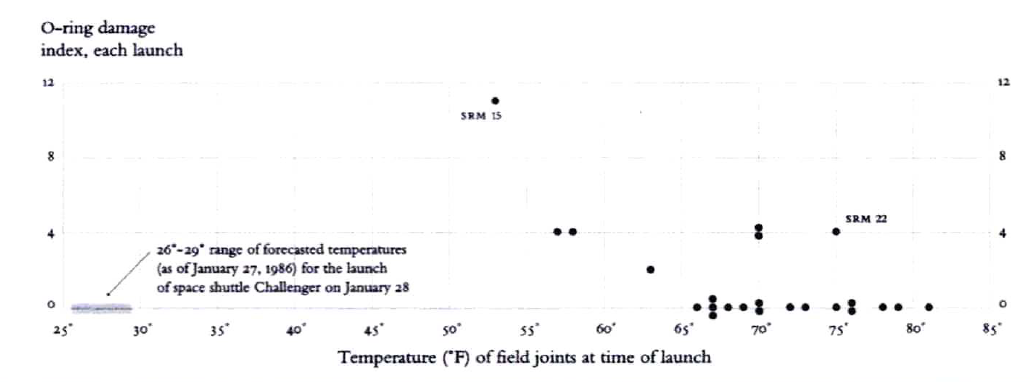 O-ring damage
index, each launch
12 12
SRM 15
8 8
SRM 22
4 4
26°-29° range of forecasted temperatures
(as of January 27, 1986) for the launch
of space shuttle Challenger on January 28
0 0
25° 30° 35° 40° 45° 50° 55° 60° 65° 70° 75° 80° 85°
Temperature (°F) of field joints at time of launch